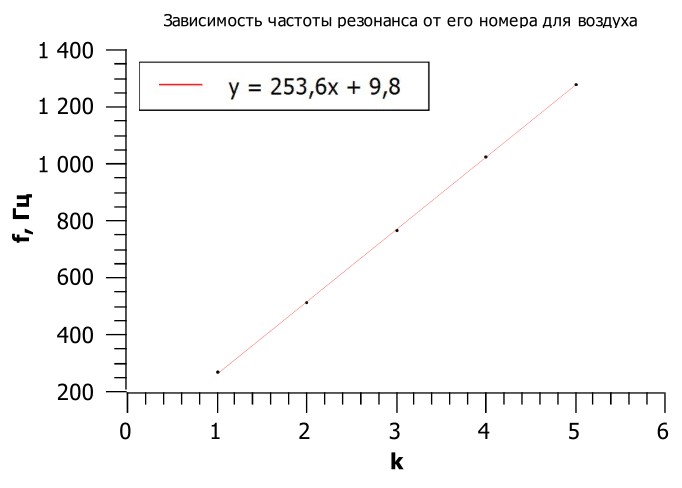 Зависимость частоты резонанса от его номера для воздуха
y = 253,6x + 9,8
1 400
1 200
1 000
800
600
400
200
f, Гц
0 1 2 3 4 5 6
k